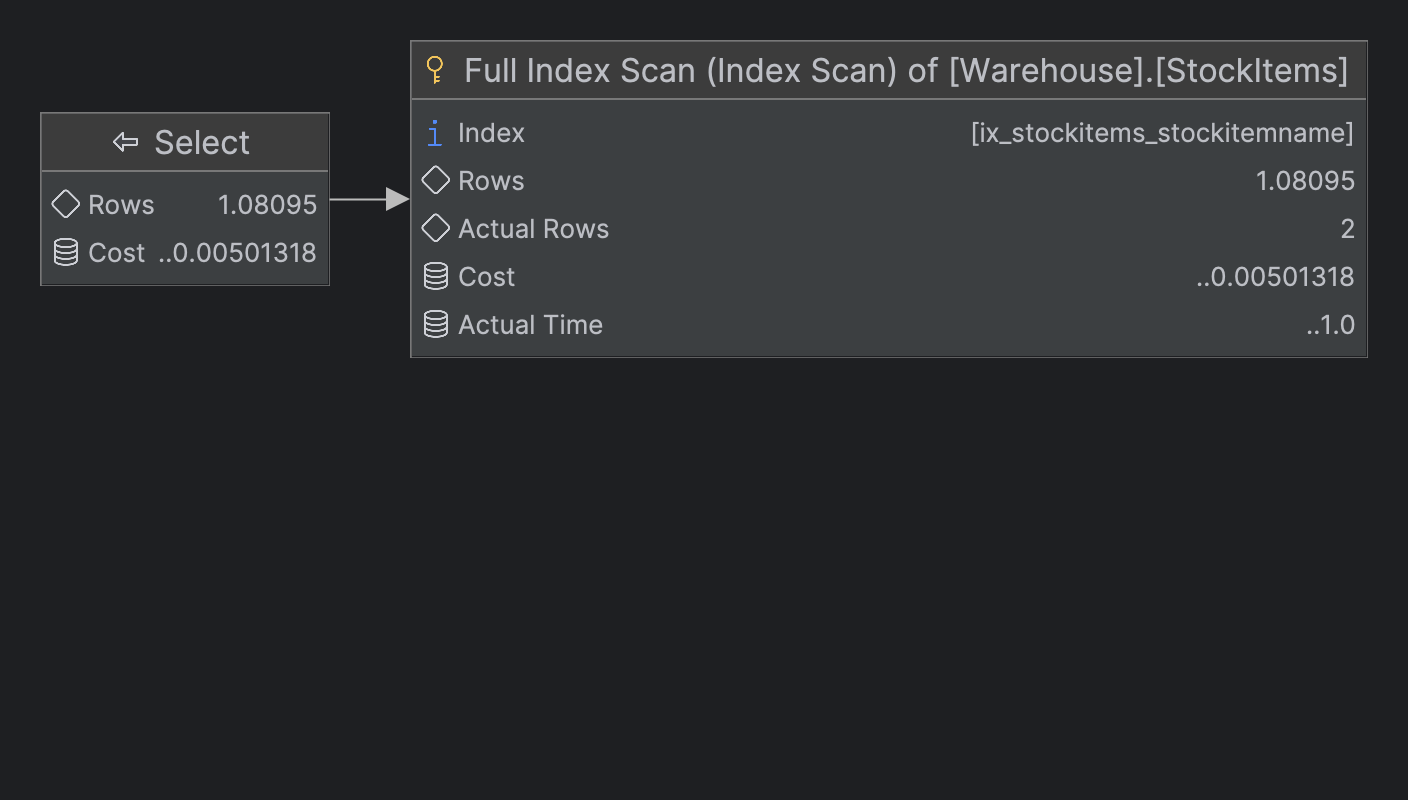 Select
Rows 1.08095
Cost ..0.00501318
Full Index Scan (Index Scan) of [Warehouse].[StockItems]
Index [ix_stockitems_stockitemname]
Rows 1.08095
Actual Rows 2
Cost ..0.00501318
Actual Time ..1.0